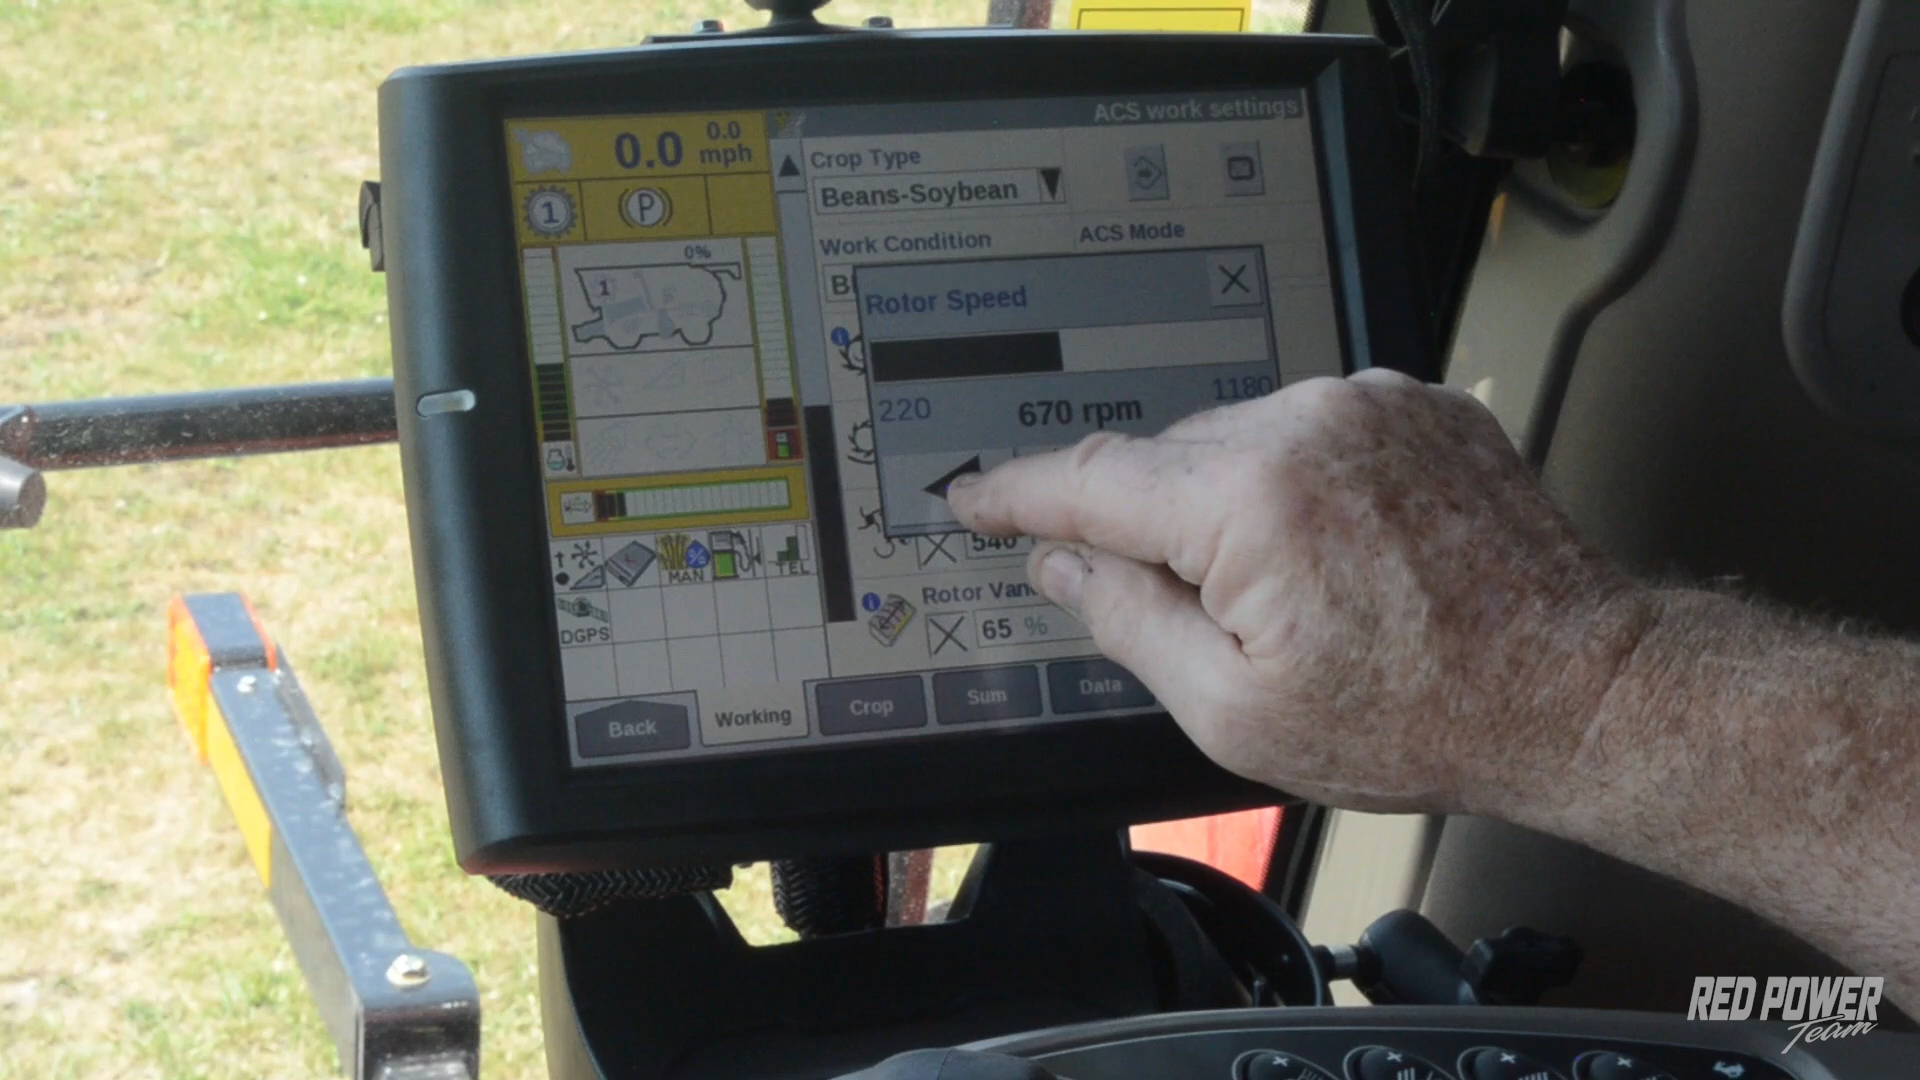 ACS work settings
0.0
0.0
mph
1
P
0%
1
Crop Type
Beans-Soybean
Work Condition
ACS Mode
Rotor Speed
220
670 rpm
1180
540
MAN
TEL
DGPS
Rotor Van
65 %
Back
Working
Crop
Sum
Data
RED POWER
Team